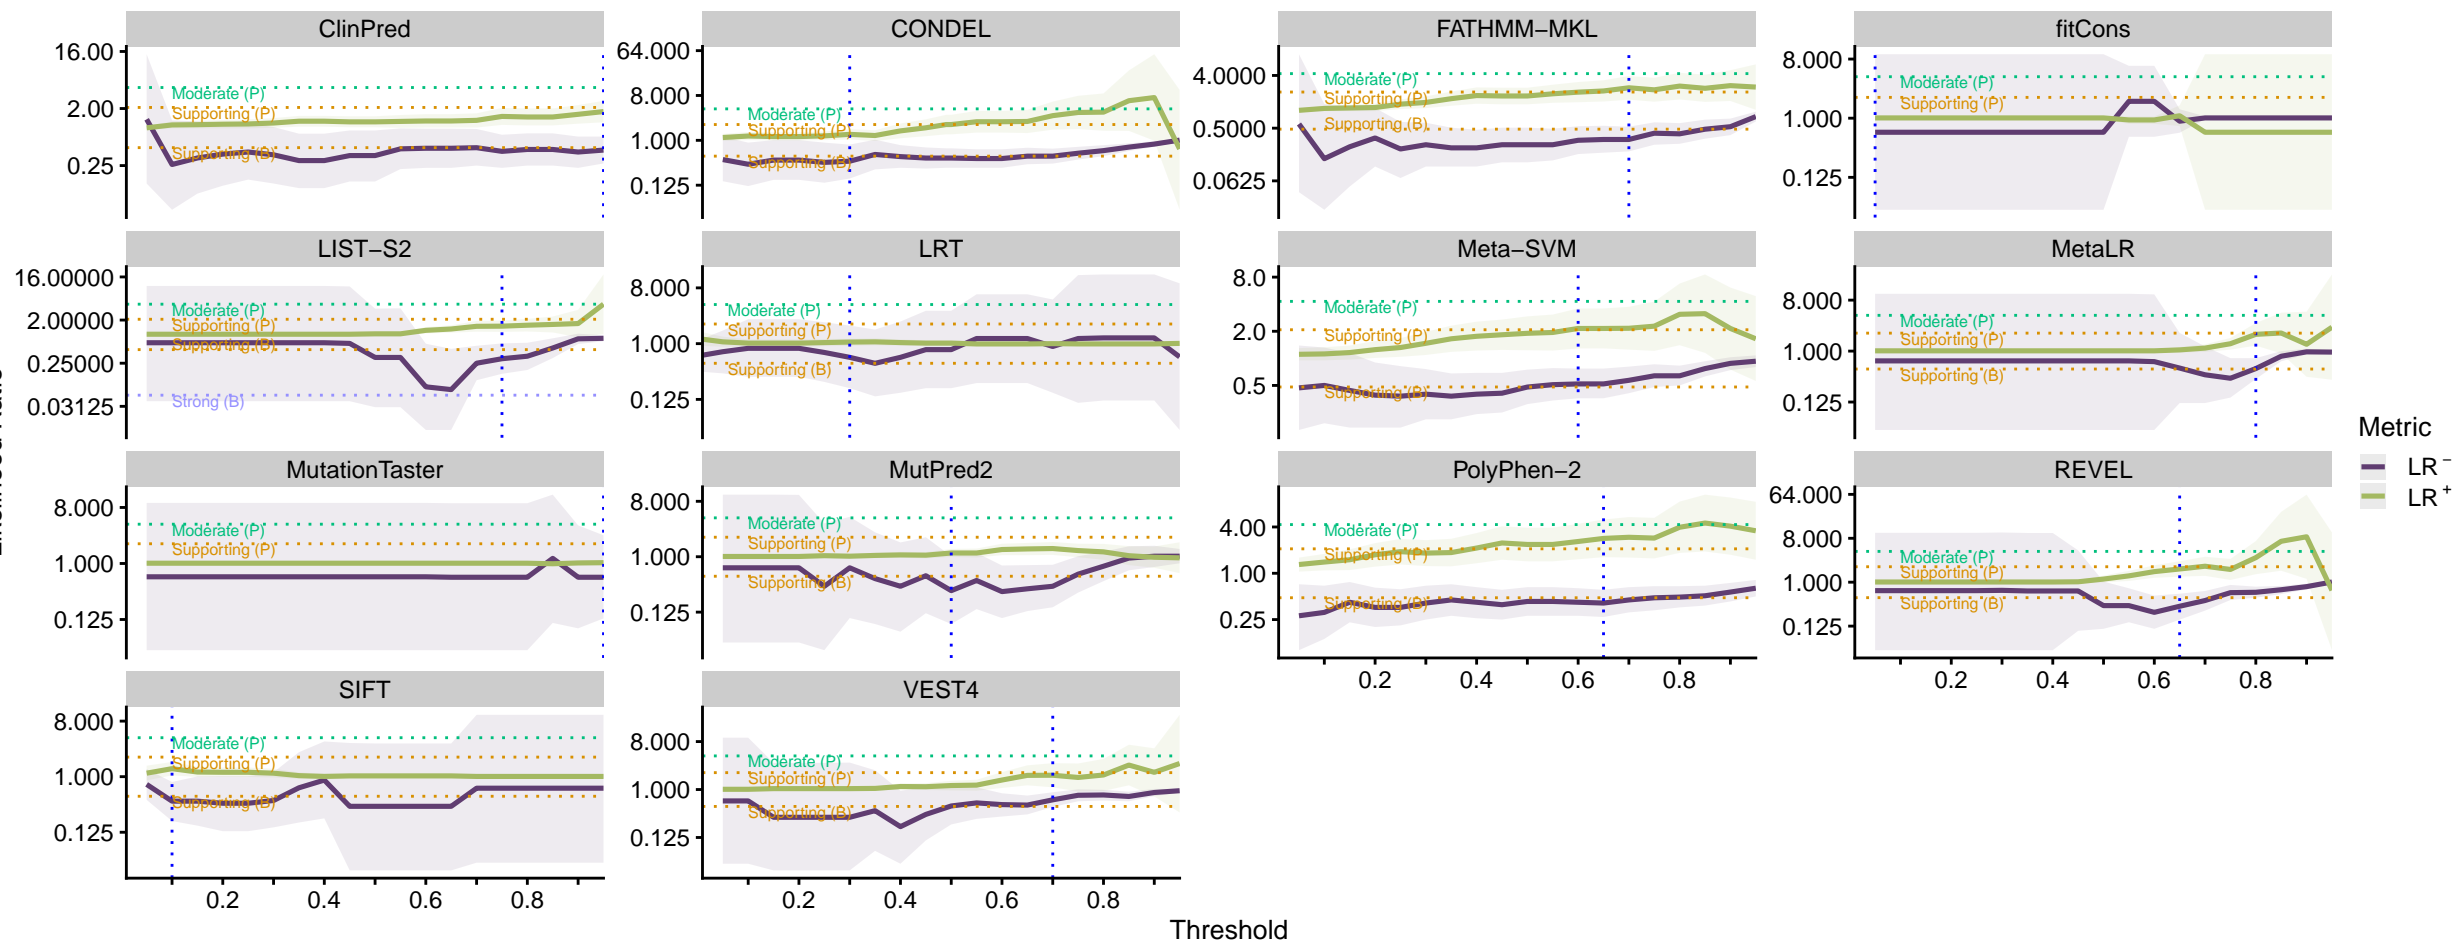 ClinPred
CONDEL
FATHMM−MKL
fitCons
16.00
2.00
0.25
Moderate (P)
Supporting (P)
Supporting (B)
64.000
8.000
1.000
0.125
Moderate (P)
Supporting (P)
Supporting (B)
4.0000
0.5000
0.0625
Moderate (P)
Supporting (P)
Supporting (B)
8.000
1.000
0.125
Moderate (P)
Supporting (P)
LIST−S2
LRT
Meta−SVM
MetaLR
16.00000
2.00000
0.25000
0.03125
Moderate (P)
Supporting (P)
Supporting (B)
Strong (B)
8.000
1.000
0.125
Moderate (P)
Supporting (P)
Supporting (B)
8.0
2.0
0.5
Moderate (P)
Supporting (P)
Supporting (B)
8.000
1.000
0.125
Moderate (P)
Supporting (P)
Supporting (B)
MutationTaster
MutPred2
PolyPhen−2
REVEL
8.000
1.000
0.125
Moderate (P)
Supporting (P)
8.000
1.000
0.125
Moderate (P)
Supporting (P)
Supporting (B)
4.00
1.00
0.25
Moderate (P)
Supporting (P)
Supporting (B)
64.000
8.000
1.000
0.125
Moderate (P)
Supporting (P)
Supporting (B)
0.2 0.4 0.6 0.8
0.2 0.4 0.6 0.8
SIFT
VEST4
8.000
1.000
0.125
Moderate (P)
Supporting (P)
Supporting (B)
8.000
1.000
0.125
Moderate (P)
Supporting (P)
Supporting (B)
0.2 0.4 0.6 0.8
0.2 0.4 0.6 0.8
Threshold
Metric
LR−
LR+